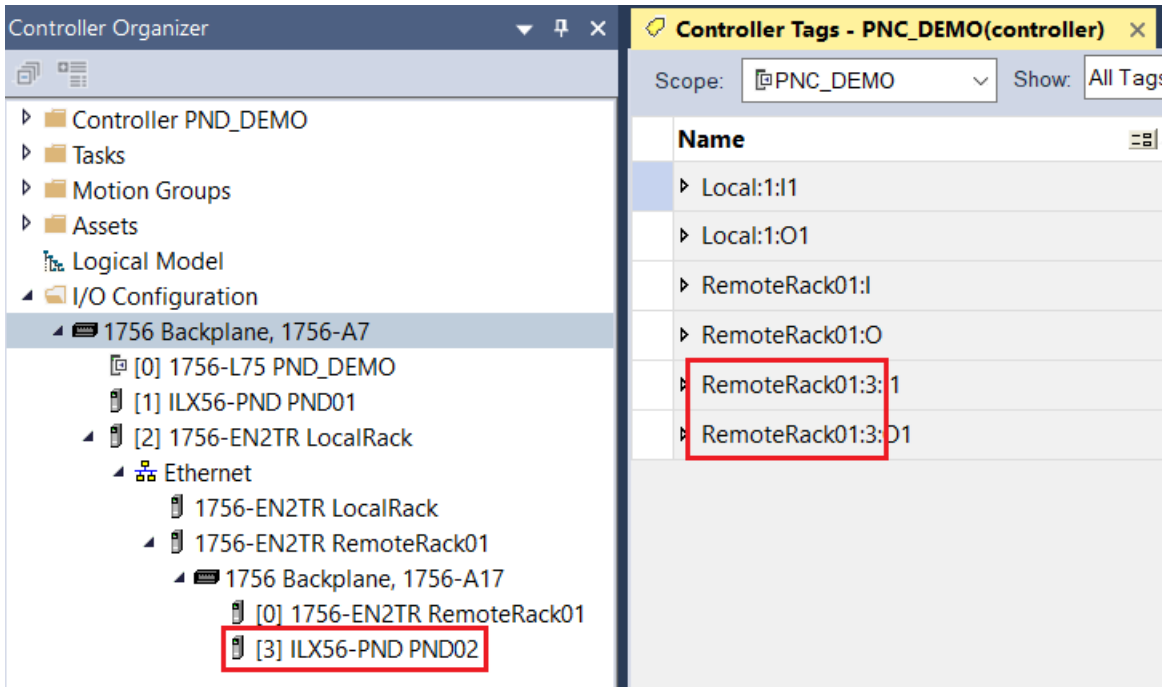 Controller Organizer
Controller PND_DEMO
Tasks
Motion Groups
Assets
Logical Model
I/O Configuration
1756 Backplane, 1756-A7
[0] 1756-L75 PND_DEMO
[1] ILX56-PND PND01
[2] 1756-EN2TR LocalRack
Ethernet
1756-EN2TR LocalRack
1756-EN2TR RemoteRack01
1756 Backplane, 1756-A17
[0] 1756-EN2TR RemoteRack01
[3] ILX56-PND PND02
Controller Tags - PNC_DEMO(controller)
Scope: PNC_DEMO Show: All Tags
Name
Local:1:I1
Local:1:O1
RemoteRack01:I
RemoteRack01:O
RemoteRack01:3:I1
RemoteRack01:3:O1